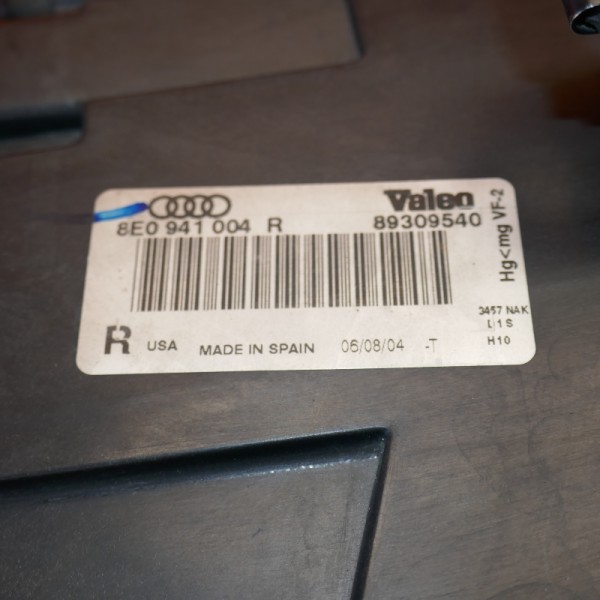 Valeo
8E0 941 004 R 89309540
Hg<mg VF-2
3457 NAK
L1S
H10
R USA MADE IN SPAIN 06/08/04 -T